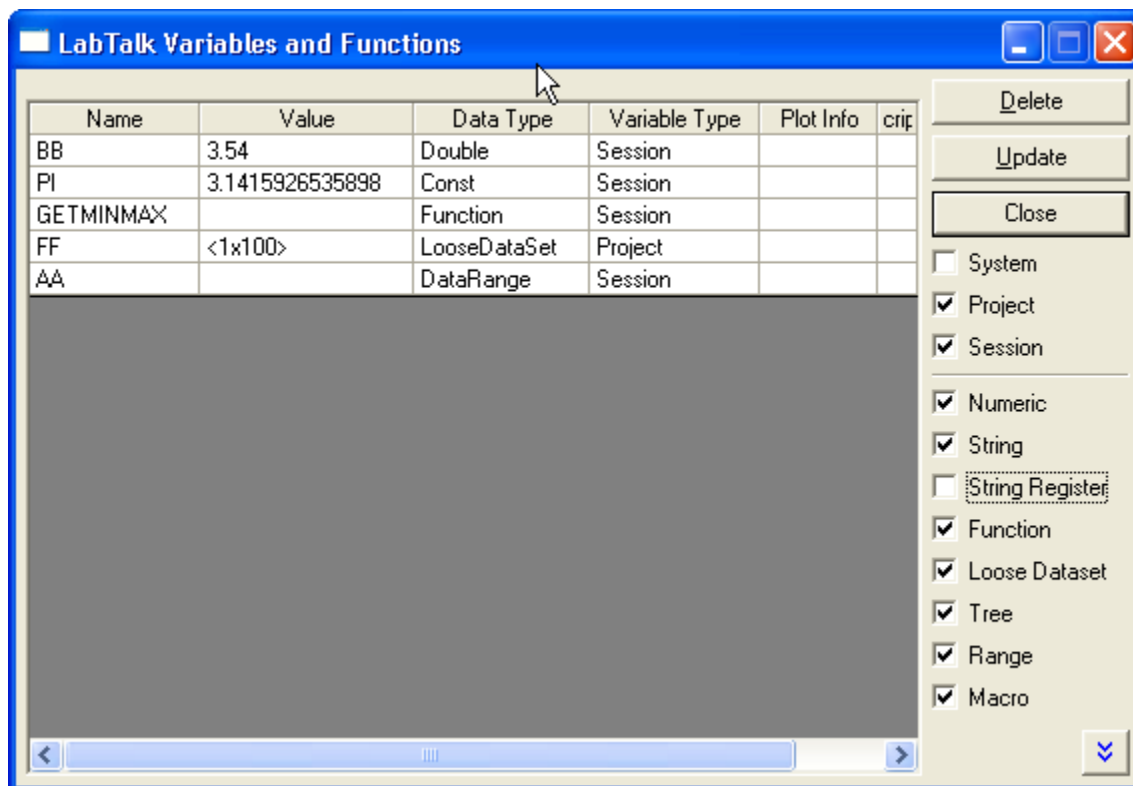 LabTalk Variables and Functions
Name Value Data Type Variable Type Plot Info crip
BB 3.54 Double Session
PI 3.1415926535898 Const Session
GETMINMAX Function Session
FF <1x100> LooseDataSet Project
AA DataRange Session
Delete
Update
Close
System
Project
Session
Numeric
String
String Register
Function
Loose Dataset
Tree
Range
Macro